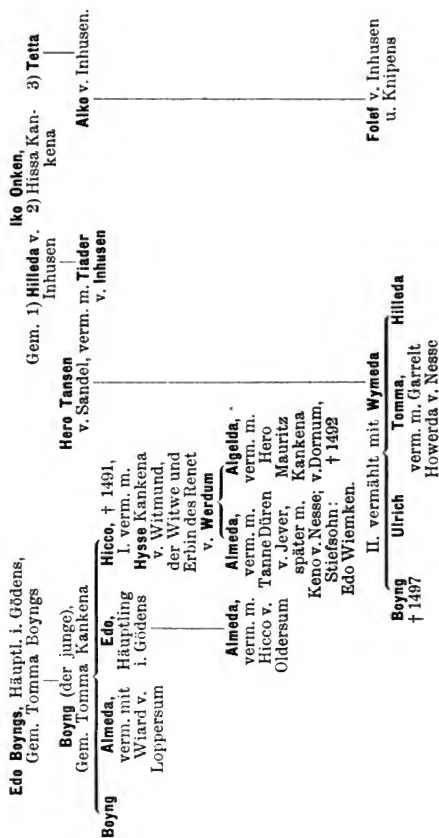 Edo Boyngs, Häuptl. i. Gödens,
Gem. Tomma Boyngs
Boyng (der junge),
Gem. Tomma Kankena
Boyng
Almeda,
verm. mit
Wiard v.
Loppersum
Edo,
Häuptling
i. Gödens
Hicco, † 1491,
I. verm. m.
Hysse Kankena
v. Witmund,
der Witwe und
Erbin des Renet
v. Werdum
Almeda,
verm. m.
Hicco v.
Oldersum
Almeda,
verm. m.
Tanne Düren
v. Jever,
später m.
Keno v. Nesse;
Stiefsohn:
Edo Wiemken.
Algelda,
verm. m.
Hero
Mauritz
Kankena
v. Dornum,
† 1492
Iko Onken,
Gem. 1) Hilleda v.
Inhusen
2) Hissa Kan-
kena
3) Tetta
Hero Tansen
v. Sandel, verm. m. Tiader
v. Inhusen
Alko v. Inhusen.
II. vermählt mit Wymeda
Folef v. Inhusen
u. Knipens
Boyng
† 1497
Ulrich
Tomma,
verm. m. Garrelt
Howerda v. Nesse
Hilleda